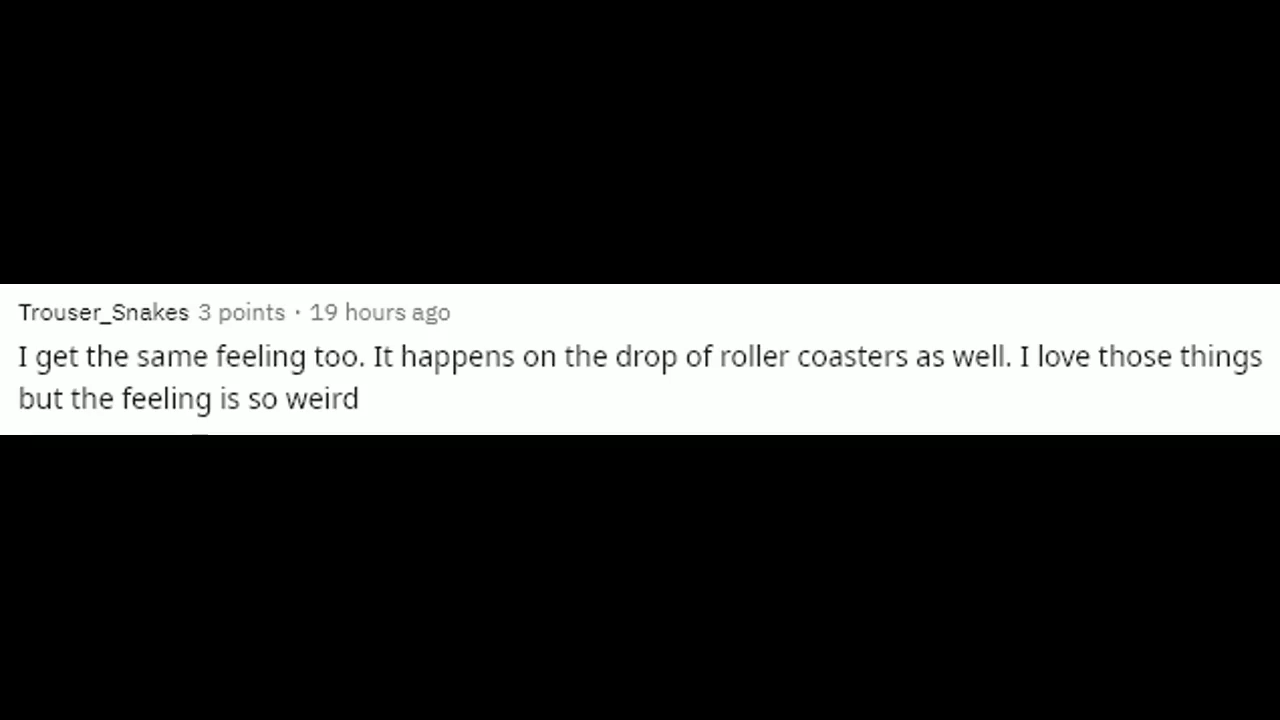 Trouser_Snakes 3 points · 19 hours ago
I get the same feeling too. It happens on the drop of roller coasters as well. I love those things
but the feeling is so weird